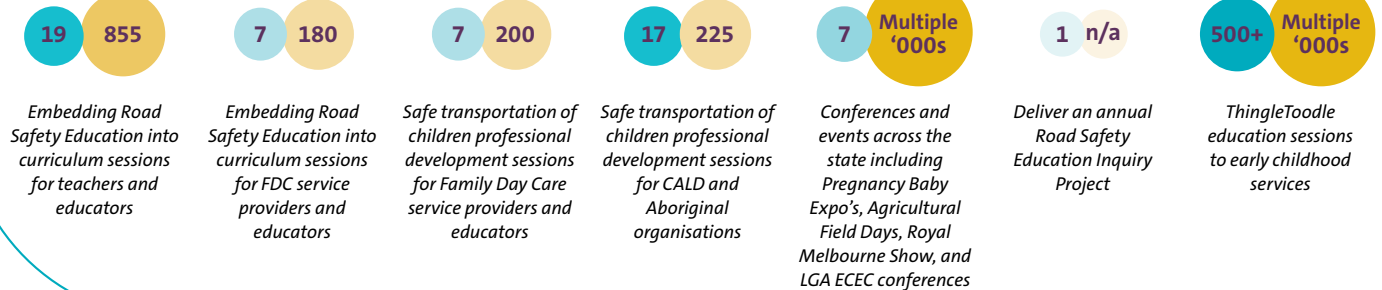 19 855
Embedding Road
Safety Education into
curriculum sessions
for teachers and
educators
7 180
Embedding Road
Safety Education into
curriculum sessions
for FDC service
providers and
educators
7 200
Safe transportation of
children professional
development sessions
for Family Day Care
service providers and
educators
17 225
Safe transportation of
children professional
development sessions
for CALD and
Aboriginal
organisations
7 Multiple
‘000s
Conferences and
events across the
state including
Pregnancy Baby
Expo’s, Agricultural
Field Days, Royal
Melbourne Show, and
LGA ECEC conferences
1 n/a
Deliver an annual
Road Safety
Education Inquiry
Project
500+ Multiple
‘000s
ThingleToodle
education sessions
to early childhood
services